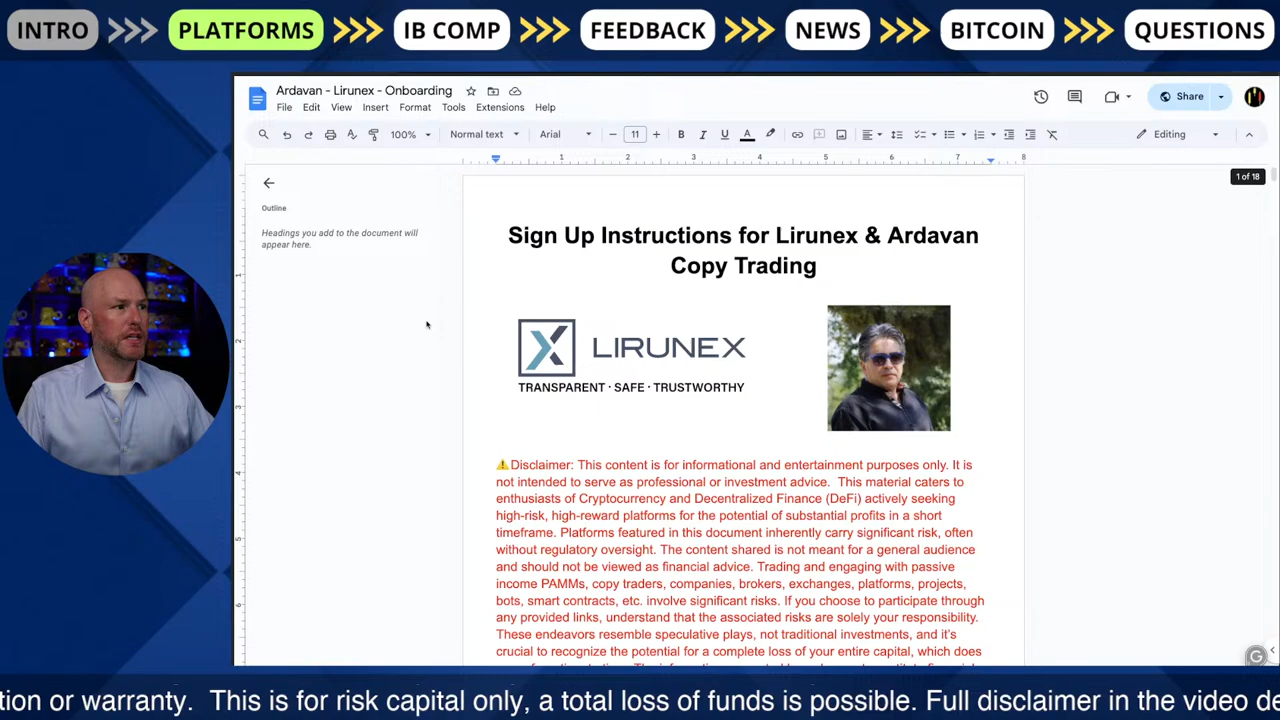 INTRO >>> PLATFORMS >>> IB COMP >>> FEEDBACK >>> NEWS >>> BITCOIN >>> QUESTIONS
Ardavan - Lirunex - Onboarding
File Edit View Insert Format Tools Extensions Help
Share
100% Normal text Arial 11 Editing
1 2 3 4 5 6 7 8
1 of 18
Outline
Headings you add to the document will
appear here.
Sign Up Instructions for Lirunex & Ardavan
Copy Trading
LIRUNEX
TRANSPARENT · SAFE · TRUSTWORTHY
⚠️Disclaimer: This content is for informational and entertainment purposes only. It is
not intended to serve as professional or investment advice. This material caters to
enthusiasts of Cryptocurrency and Decentralized Finance (DeFi) actively seeking
high-risk, high-reward platforms for the potential of substantial profits in a short
timeframe. Platforms featured in this document inherently carry significant risk, often
without regulatory oversight. The content shared is not meant for a general audience
and should not be viewed as financial advice. Trading and engaging with passive
income PAMMs, copy traders, companies, brokers, exchanges, platforms, projects,
bots, smart contracts, etc. involve significant risks. If you choose to participate through
any provided links, understand that the associated risks are solely your responsibility.
These endeavors resemble speculative plays, not traditional investments, and it's
crucial to recognize the potential for a complete loss of your entire capital, which does
tion or warranty. This is for risk capital only, a total loss of funds is possible. Full disclaimer in the video de